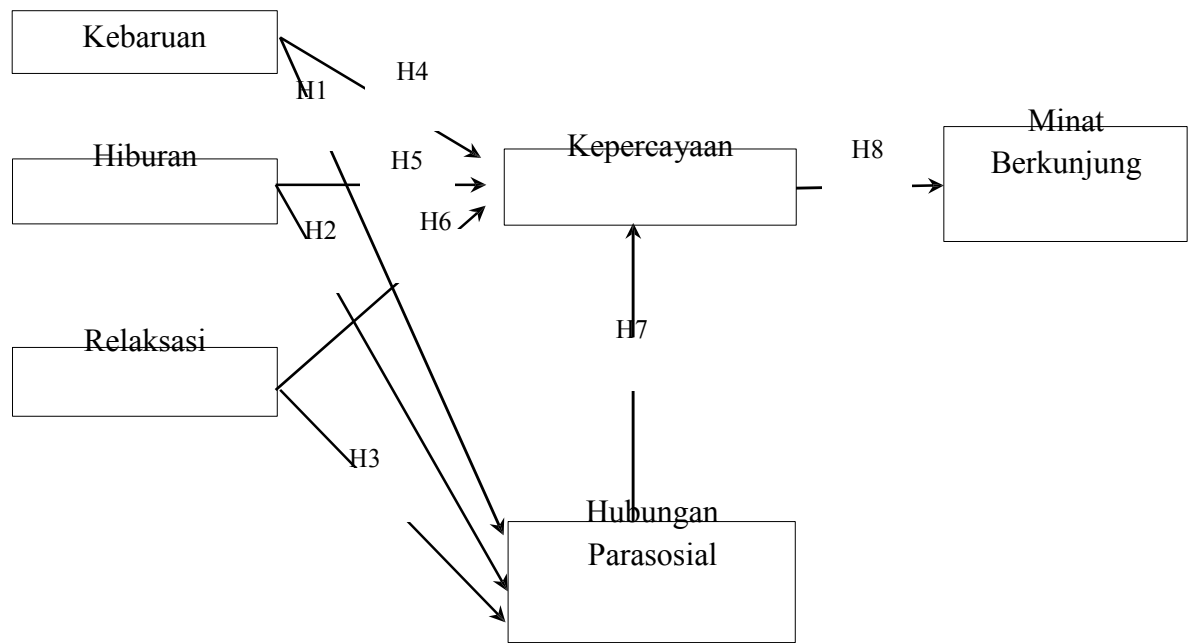 Kebaruan
H1
H4
Hiburan
H5
Kepercayaan
H8
Minat
Berkunjung
H2
H6
Relaksasi
H7
H3
Hubungan
Parasosial